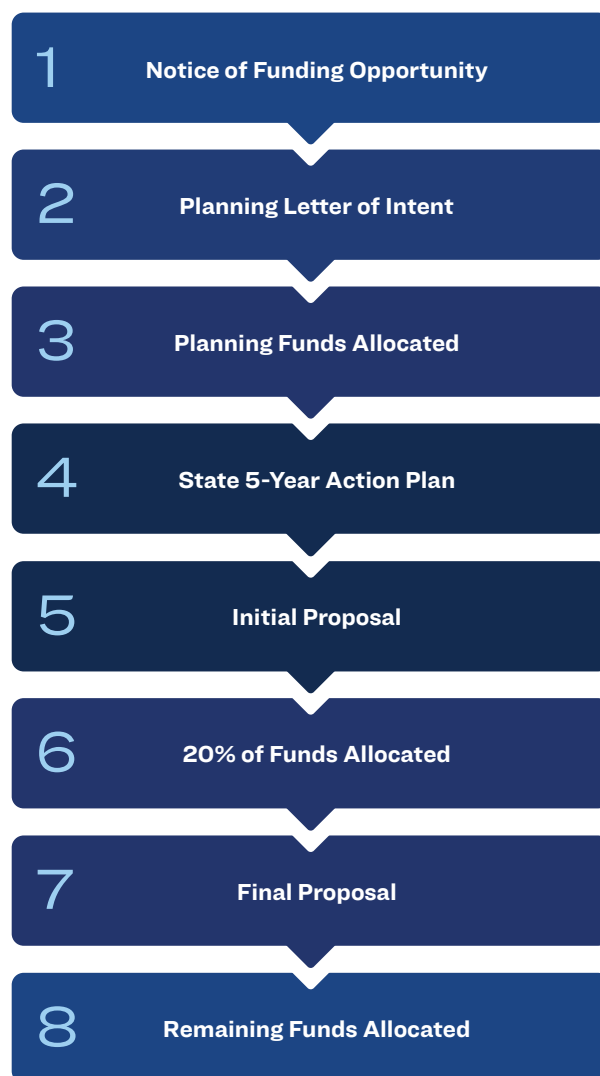 1 Notice of Funding Opportunity
2 Planning Letter of Intent
3 Planning Funds Allocated
4 State 5-Year Action Plan
5 Initial Proposal
6 20% of Funds Allocated
7 Final Proposal
8 Remaining Funds Allocated